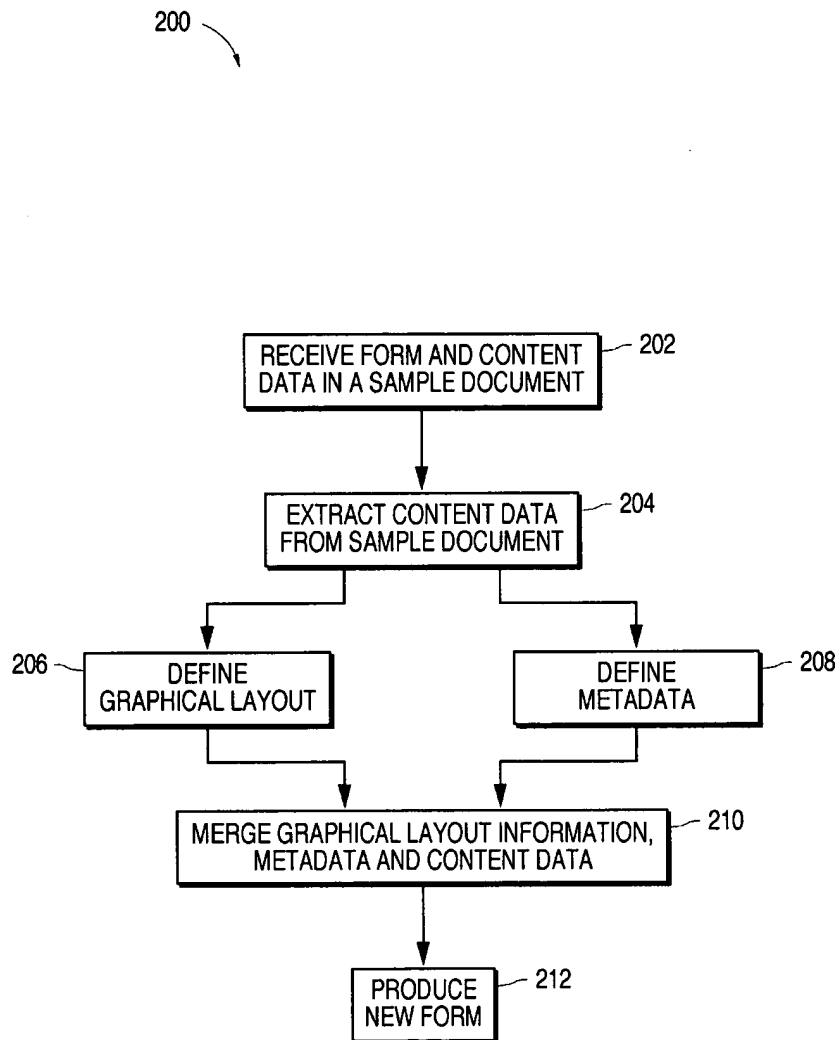 200
RECEIVE FORM AND CONTENT
DATA IN A SAMPLE DOCUMENT
202
EXTRACT CONTENT DATA
FROM SAMPLE DOCUMENT
204
206
DEFINE
GRAPHICAL LAYOUT
DEFINE
METADATA
208
MERGE GRAPHICAL LAYOUT INFORMATION,
METADATA AND CONTENT DATA
210
PRODUCE
NEW FORM
212